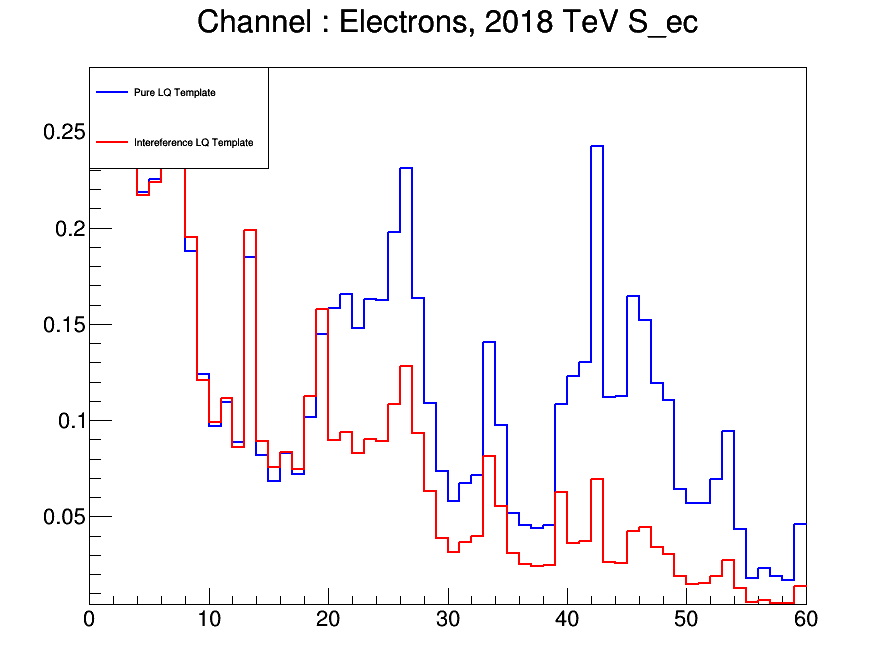 Channel : Electrons, 2018 TeV S_ec
Pure LQ Template
Intereference LQ Template
0.25
0.2
0.15
0.1
0.05
0 10 20 30 40 50 60